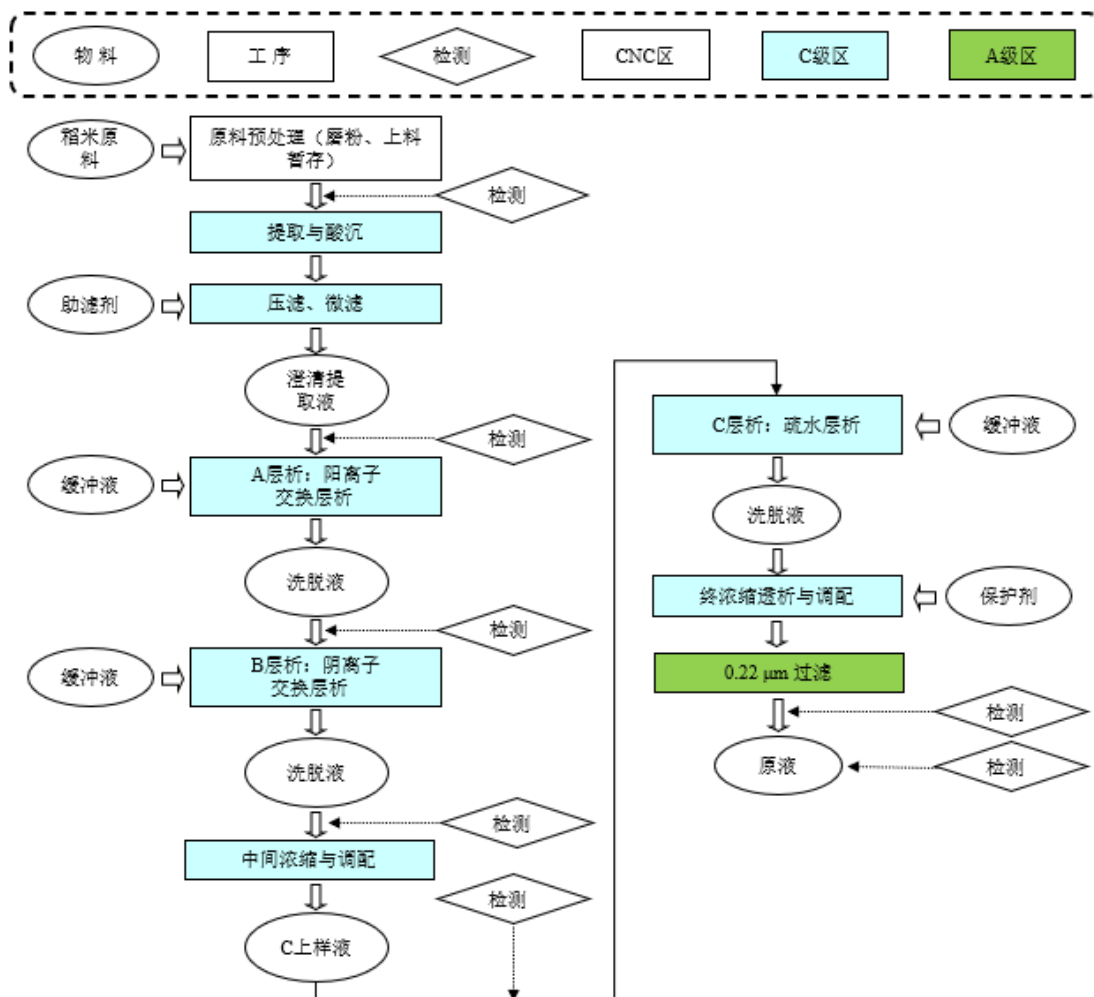 物料
工序
检测
CNC区
C级区
A级区
稻米原
料
原料预处理（磨粉、上料
暂存）
检测
提取与酸沉
助滤剂
压滤、微滤
澄清提
取液
检测
缓冲液
A层析：阳离子
交换层析
洗脱液
检测
缓冲液
B层析：阴离子
交换层析
洗脱液
检测
中间浓缩与调配
检测
C上样液
C层析：疏水层析
缓冲液
洗脱液
终浓缩透析与调配
保护剂
0.22 μm 过滤
检测
原液
检测